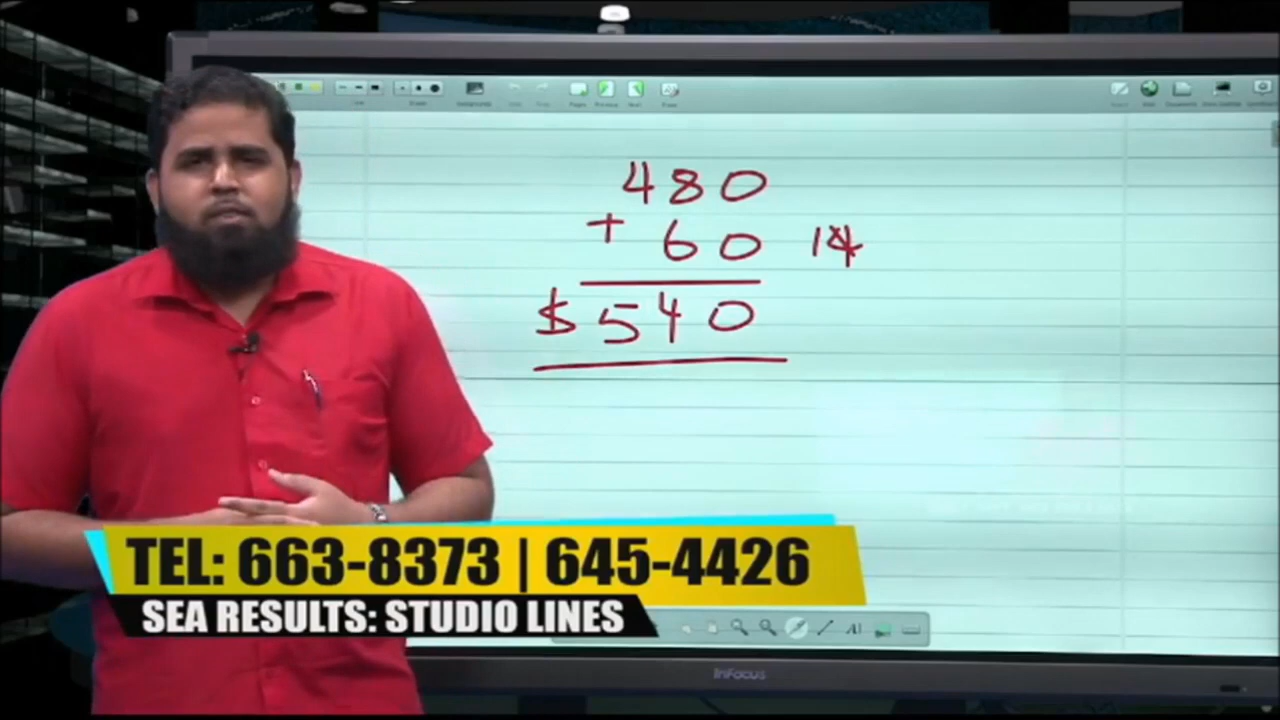 480
+ 60 14
$540
TEL: 663-8373 | 645-4426
SEA RESULTS: STUDIO LINES
InFocus